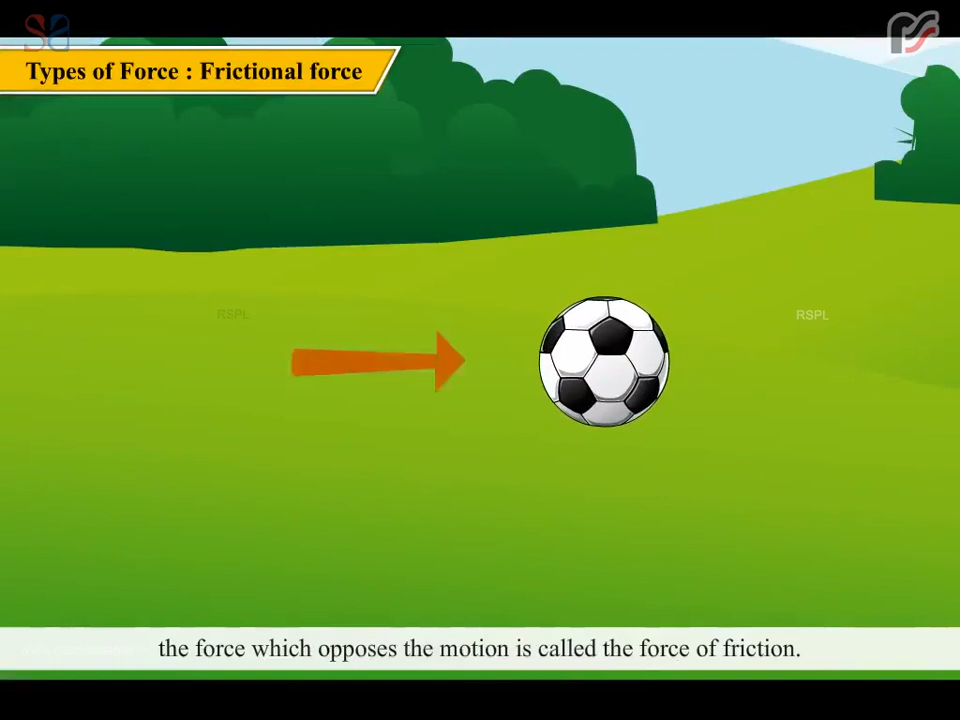 Types of Force : Frictional force
RSPL
RSPL
the force which opposes the motion is called the force of friction.